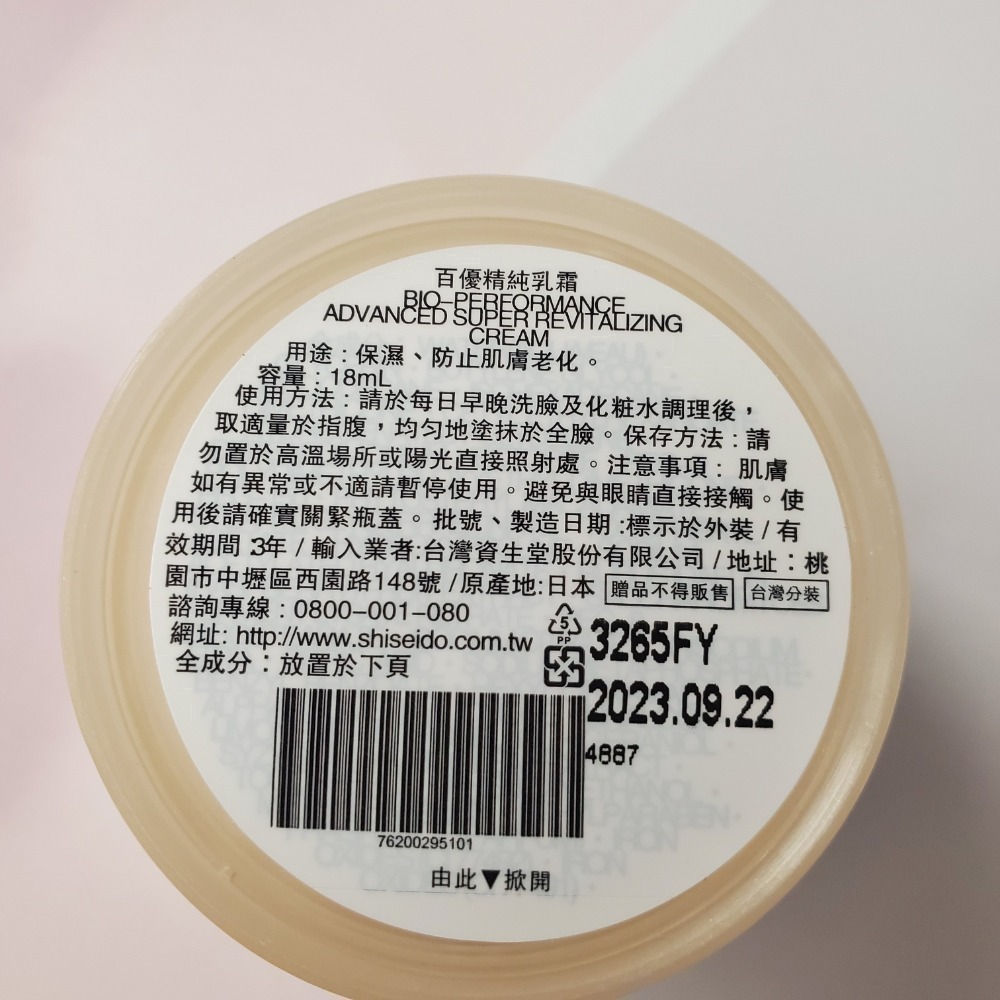 百優精純乳霜
BIO-PERFORMANCE
ADVANCED SUPER REVITALIZING
CREAM
用途：保濕、防止肌膚老化。
容量：18mL
使用方法：請於每日早晚洗臉及化粧水調理後，
取適量於指腹，均勻地塗抹於全臉。保存方法：請
勿置於高溫場所或陽光直接照射處。注意事項：肌膚
如有異常或不適請暫停使用。避免與眼睛直接接觸。使
用後請確實關緊瓶蓋。批號、製造日期:標示於外裝/有
效期間:3年/輸入業者:台灣資生堂股份有限公司/地址：桃
園市中壢區西園路148號/原產地:日本 贈品不得販售 台灣分裝
諮詢專線：0800-001-080
網址: http://www.shiseido.com.tw
全成分：放置於下頁
5
PP
3265FY
2023.09.22
4887
76200295101
由此▼掀開